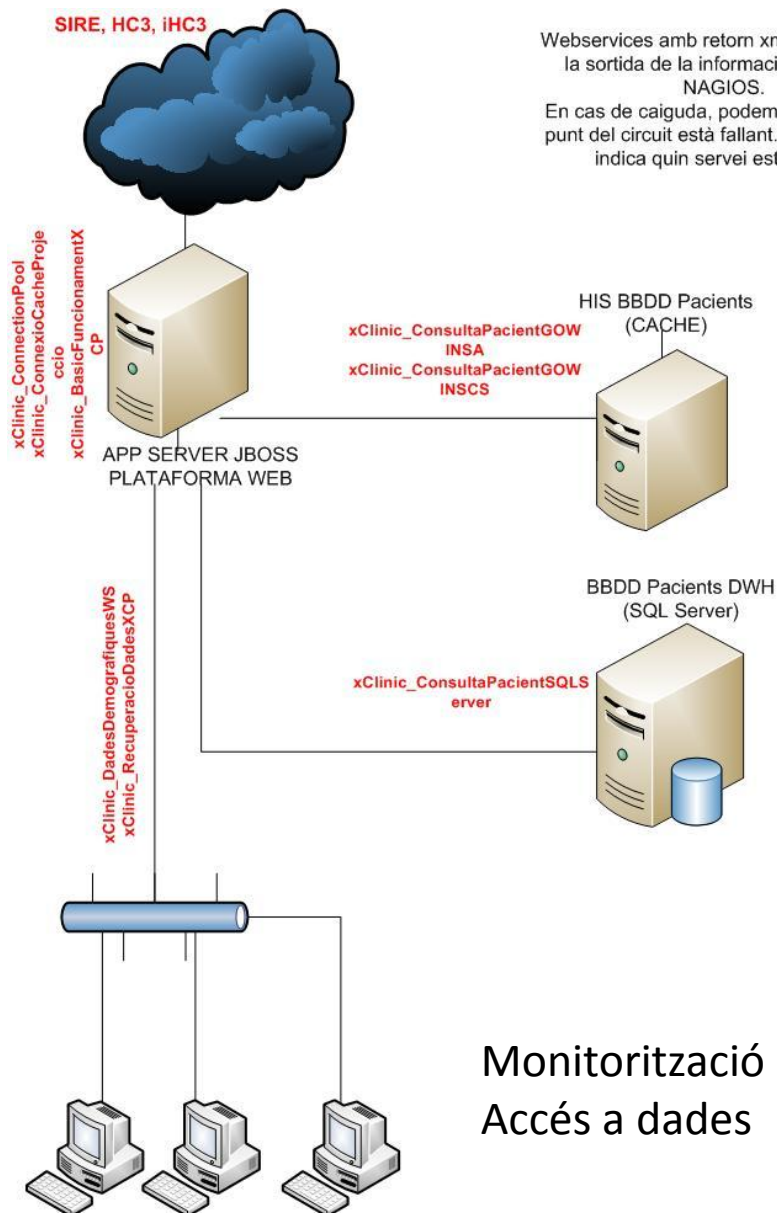 SIRE, HC3, iHC3
Webservices amb retorn xm
la sortida de la informaci
NAGIOS.
En cas de caiguda, podem
punt del circuit està fallant.
indica quin servei est
xClinic_ConnectionPool
xClinic_ConnexioCacheProje
ccio
xClinic_BasicFuncionamentX
CP
APP SERVER JBOSS
PLATAFORMA WEB
xClinic_ConsultaPacientGOW
INSA
xClinic_ConsultaPacientGOW
INSCS
HIS BBDD Pacients
(CACHE)
BBDD Pacients DWH
(SQL Server)
xClinic_ConsultaPacientSQLS
erver
xClinic_DadesDemografiquesWS
xClinic_RecuperacioDadesXCP
Monitorització
Accés a dades